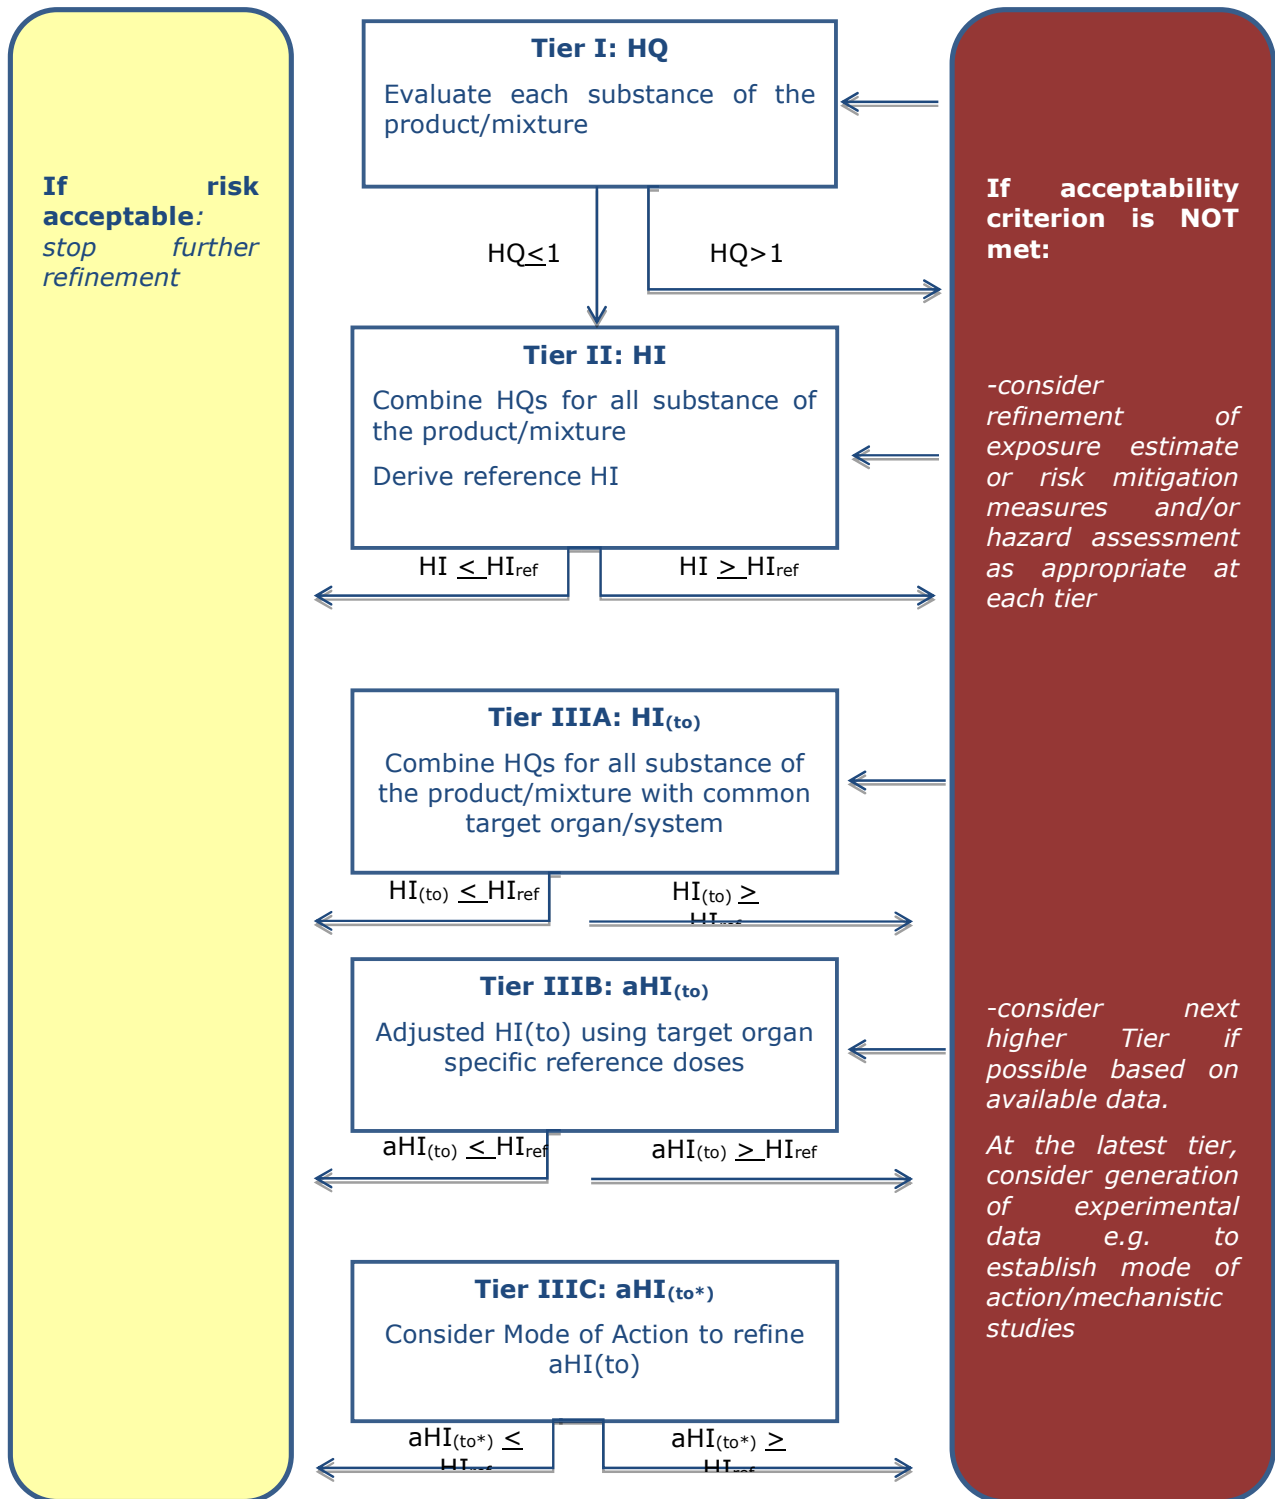 If risk
acceptable:
stop further
refinement
Tier I: HQ
Evaluate each substance of the
product/mixture
HQ≤1
HQ>1
Tier II: HI
Combine HQs for all substance of
the product/mixture
Derive reference HI
HI ≤ HIref
HI ≥ HIref
Tier IIIA: HI(to)
Combine HQs for all substance of
the product/mixture with common
target organ/system
HI(to) ≤ HIref
HI(to) ≥
HIref
Tier IIIB: aHI(to)
Adjusted HI(to) using target organ
specific reference doses
aHI(to) ≤ HIref
aHI(to) ≥ HIref
Tier IIIC: aHI(to*)
Consider Mode of Action to refine
aHI(to)
aHI(to*) ≤
HIref
aHI(to*) ≥
HIref
If acceptability
criterion is NOT
met:
-consider
refinement of
exposure estimate
or risk mitigation
measures and/or
hazard assessment
as appropriate at
each tier
-consider next
higher Tier if
possible based on
available data.
At the latest tier,
consider generation
of experimental
data e.g. to
establish mode of
action/mechanistic
studies